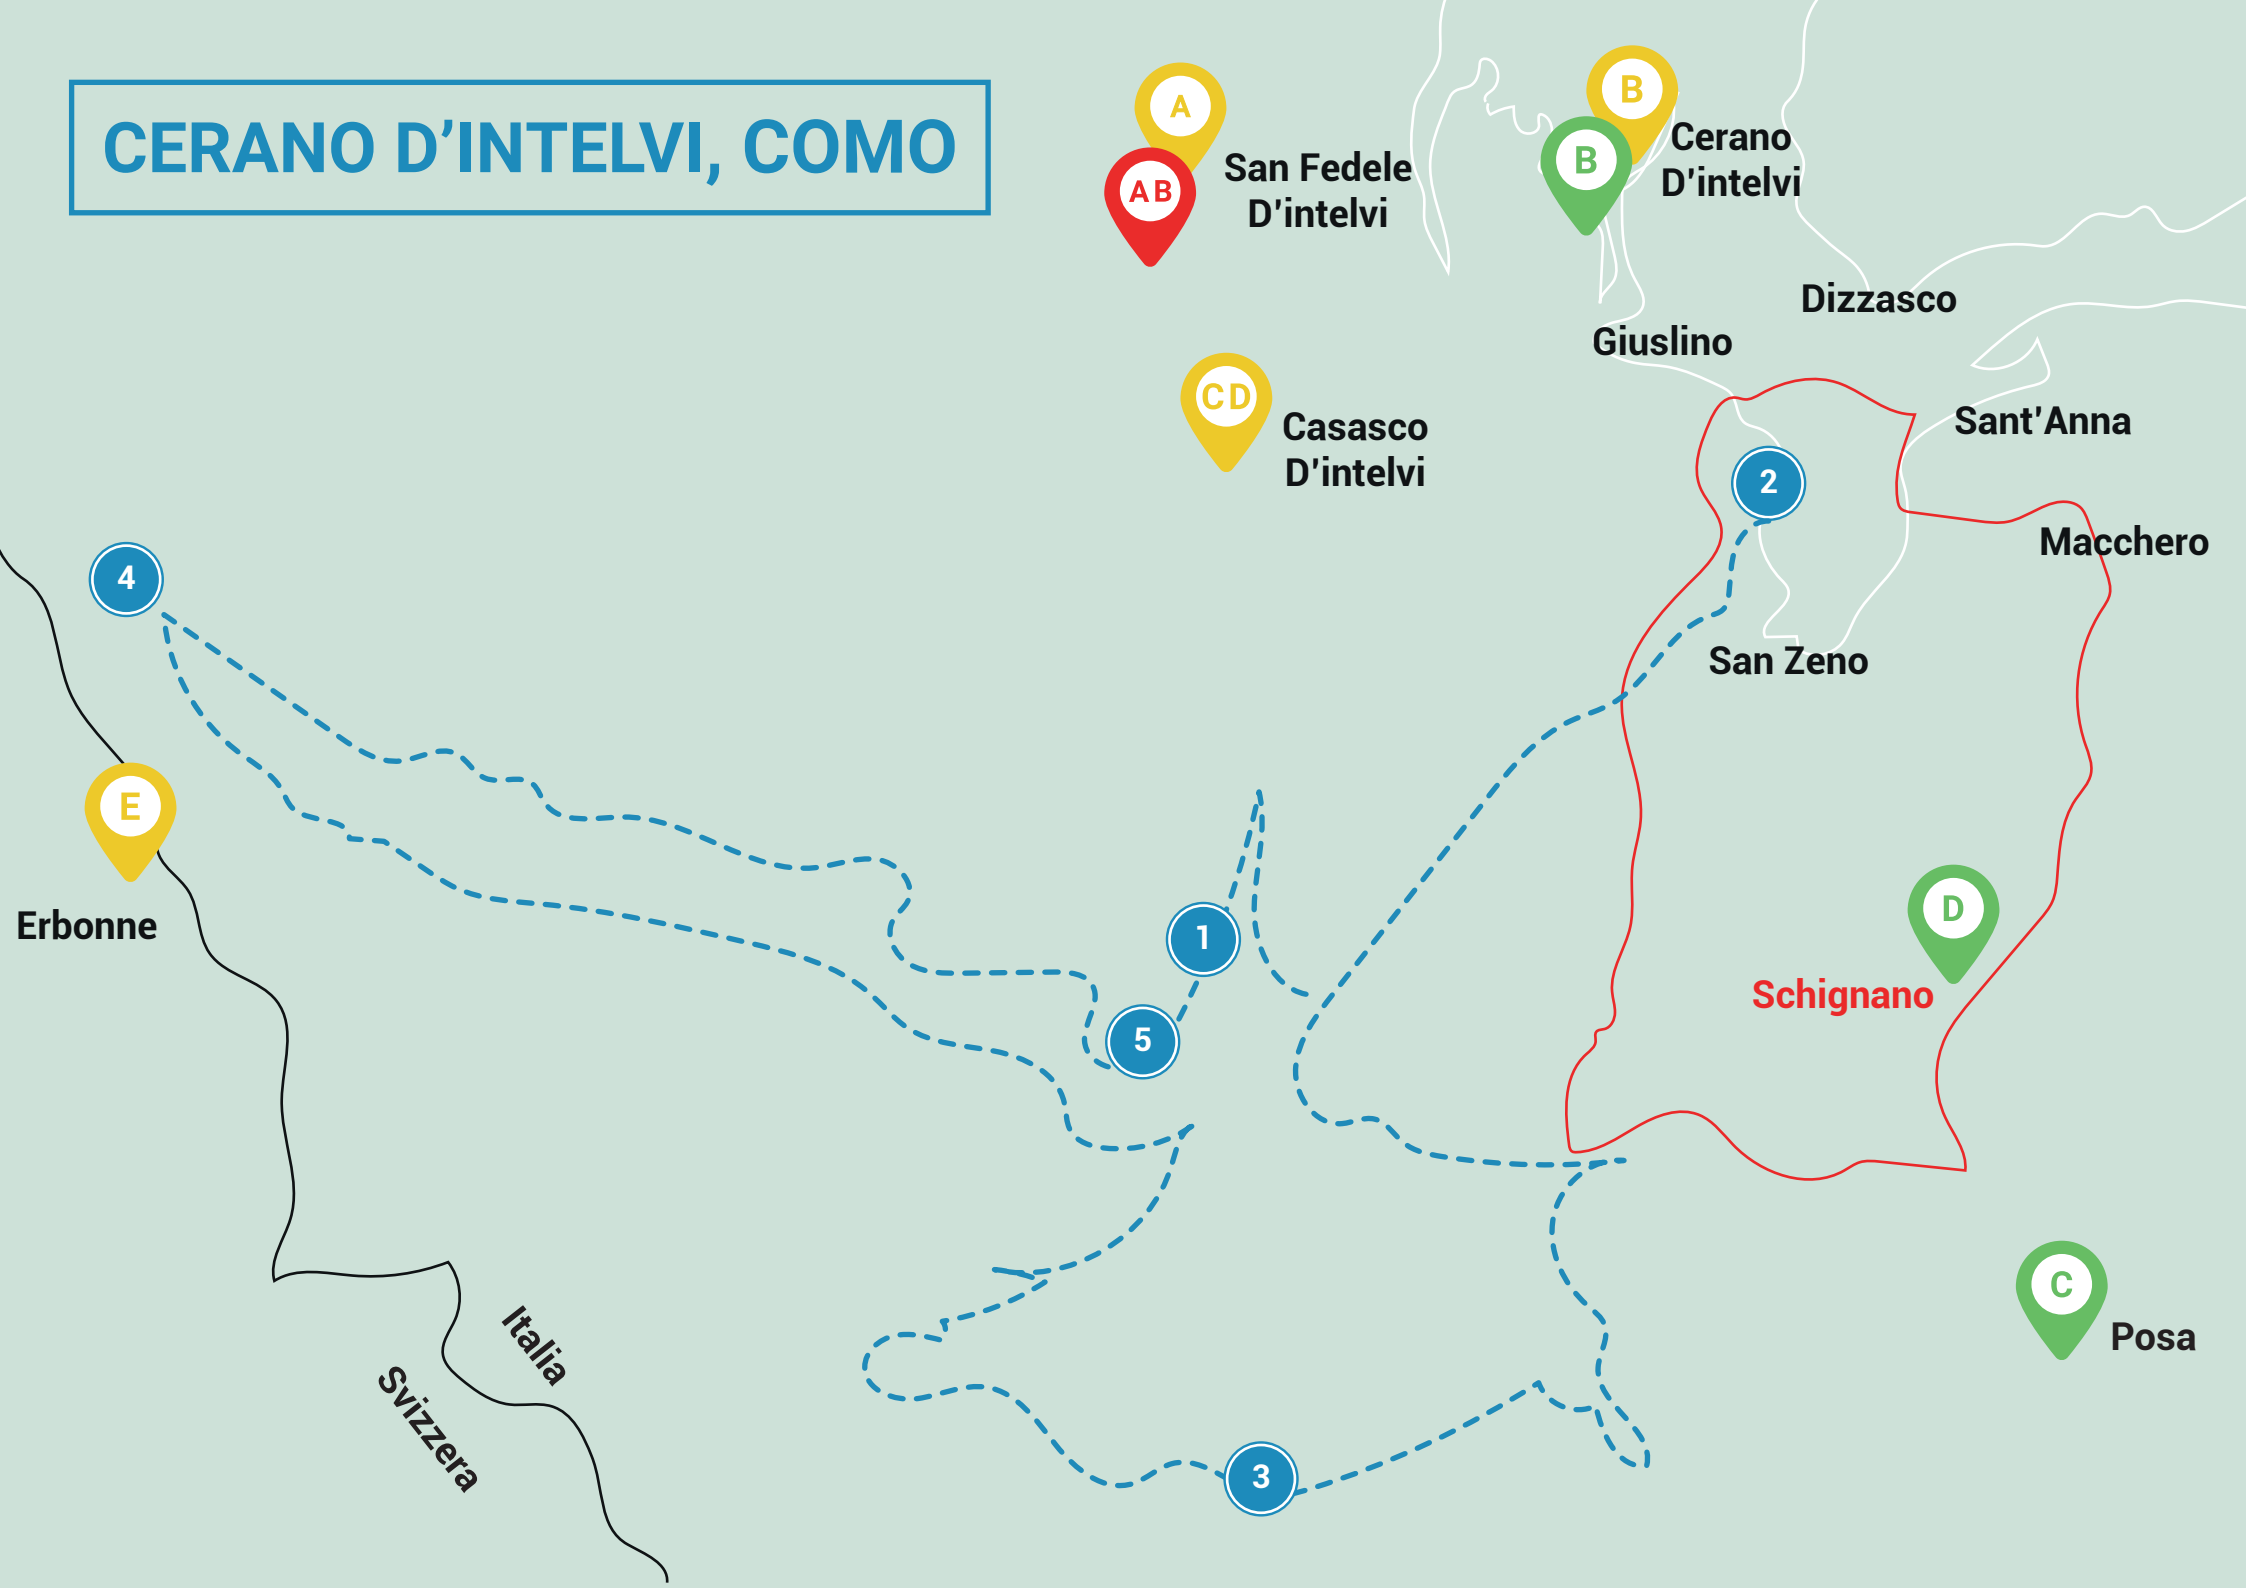 CERANO D’INTELVI, COMO
A
AB
San Fedele
D'intelvi
B
B
Cerano
D'intelvi
Dizzasco
Giuslino
CD
Casasco
D'intelvi
Sant'Anna
2
Macchero
4
San Zeno
E
Erbonne
1
D
Schignano
5
C
Posa
Italia
Svizzera
3